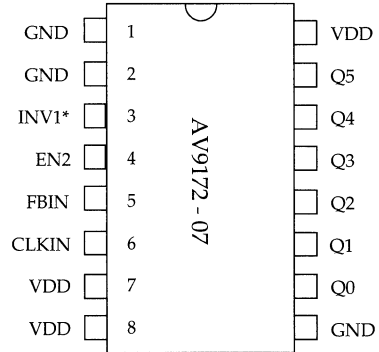 GND 1 VDD
GND 2 Q5
INV1* 3 Q4
EN2 4 Q3
FBIN 5 Q2
CLKIN 6 Q1
VDD 7 Q0
VDD 8 GND
AV9172 - 07